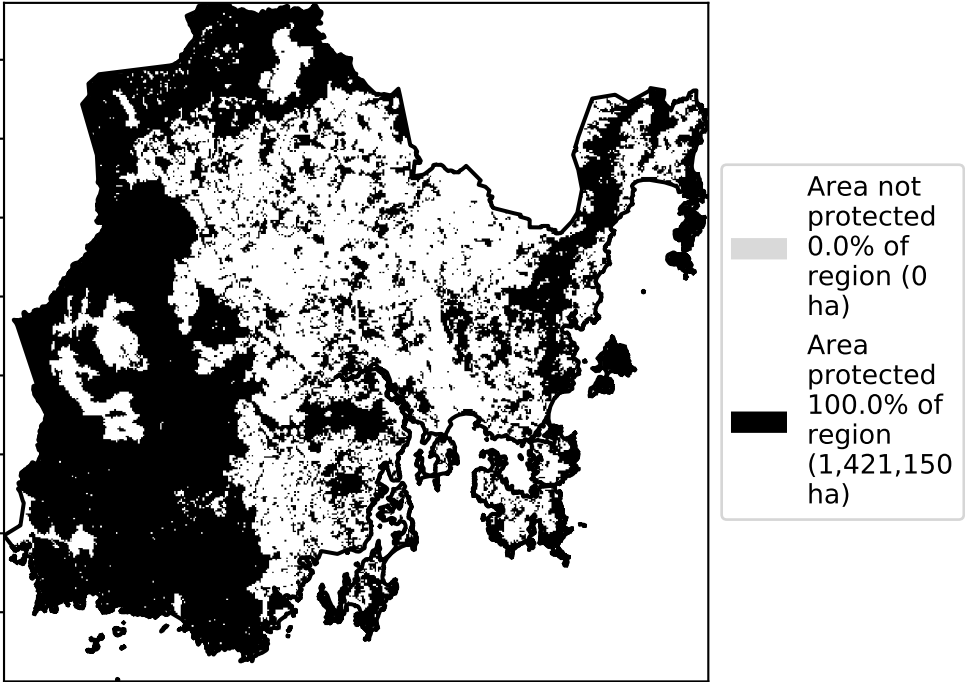 Area not
protected
0.0% of
region (0
ha)
Area
protected
100.0% of
region
(1,421,150
ha)